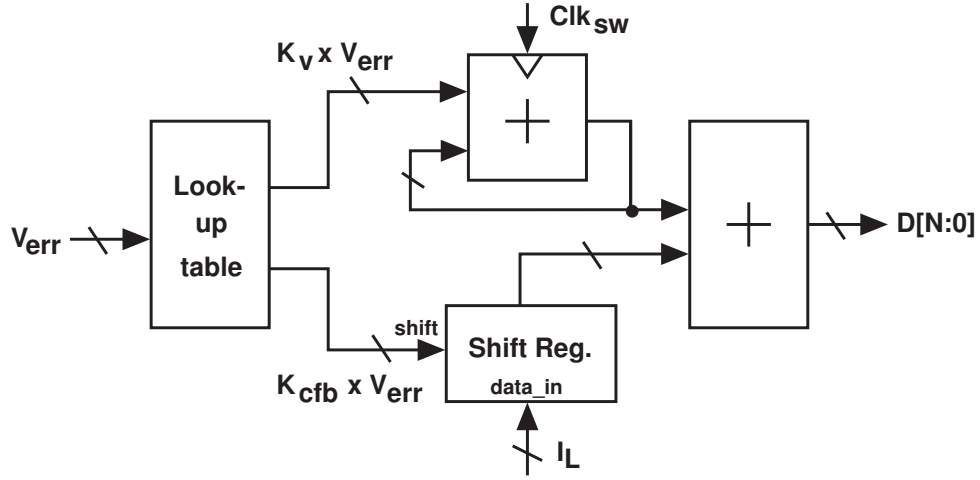 Clk_sw
K_v x V_err
+
Look-
up
table
+
V_err
D[N:0]
shift
Shift Reg.
data_in
K_cfb x V_err
I_L